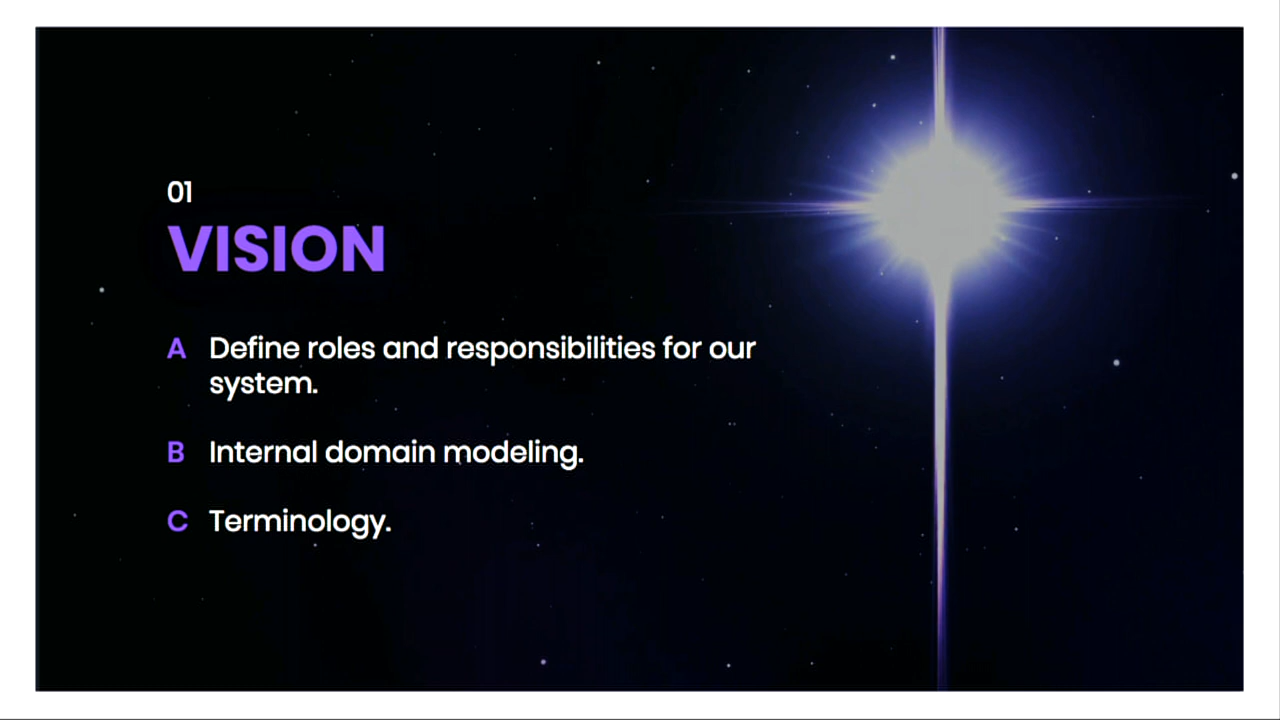 01
VISION
A Define roles and responsibilities for our
system.
B Internal domain modeling.
C Terminology.